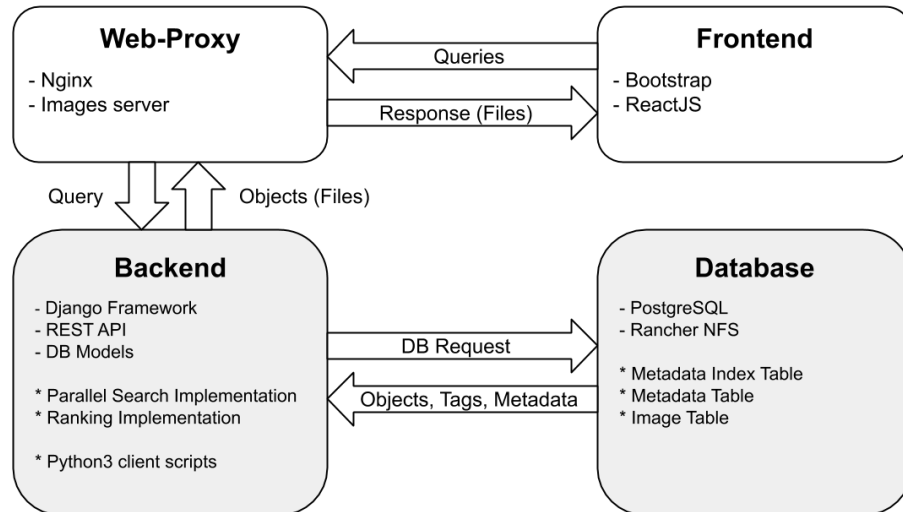 Web-Proxy
- Nginx
- Images server
Queries
Response (Files)
Frontend
- Bootstrap
- ReactJS
Query
Objects (Files)
Backend
- Django Framework
- REST API
- DB Models
* Parallel Search Implementation
* Ranking Implementation
* Python3 client scripts
DB Request
Objects, Tags, Metadata
Database
- PostgreSQL
- Rancher NFS
* Metadata Index Table
* Metadata Table
* Image Table